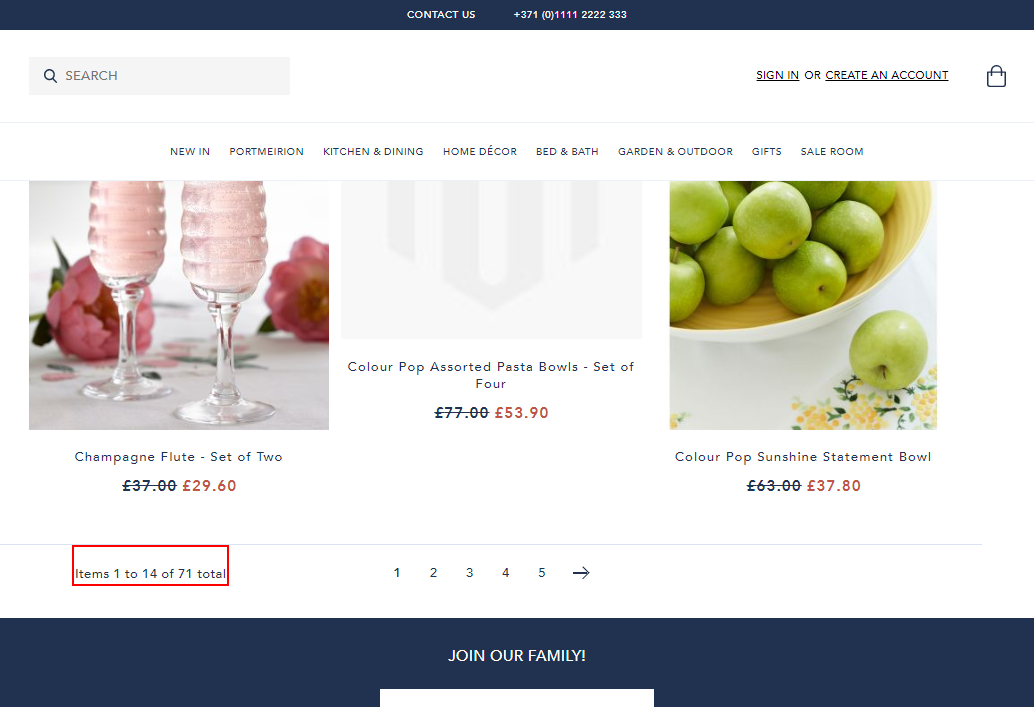 CONTACT US
+371 (0)1111 2222 333
SEARCH
SIGN IN OR CREATE AN ACCOUNT
NEW IN
PORTMEIRION
KITCHEN & DINING
HOME DÉCOR
BED & BATH
GARDEN & OUTDOOR
GIFTS
SALE ROOM
Champagne Flute - Set of Two
£37.00 £29.60
Colour Pop Assorted Pasta Bowls - Set of
Four
£77.00 £53.90
Colour Pop Sunshine Statement Bowl
£63.00 £37.80
Items 1 to 14 of 71 total
1 2 3 4 5
JOIN OUR FAMILY!